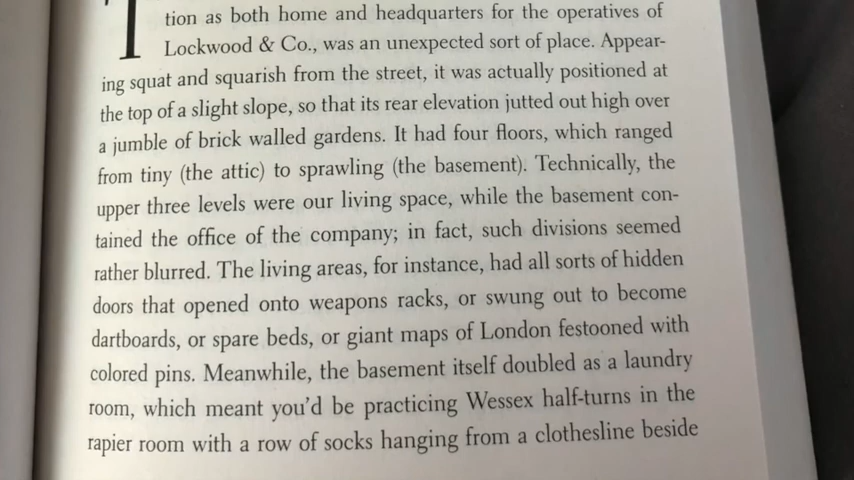 T
tion as both home and headquarters for the operatives of
Lockwood & Co., was an unexpected sort of place. Appear-
ing squat and squarish from the street, it was actually positioned at
the top of a slight slope, so that its rear elevation jutted out high over
a jumble of brick walled gardens. It had four floors, which ranged
from tiny (the attic) to sprawling (the basement). Technically, the
upper three levels were our living space, while the basement con-
tained the office of the company; in fact, such divisions seemed
rather blurred. The living areas, for instance, had all sorts of hidden
doors that opened onto weapons racks, or swung out to become
dartboards, or spare beds, or giant maps of London festooned with
colored pins. Meanwhile, the basement itself doubled as a laundry
room, which meant you'd be practicing Wessex half-turns in the
rapier room with a row of socks hanging from a clothesline beside